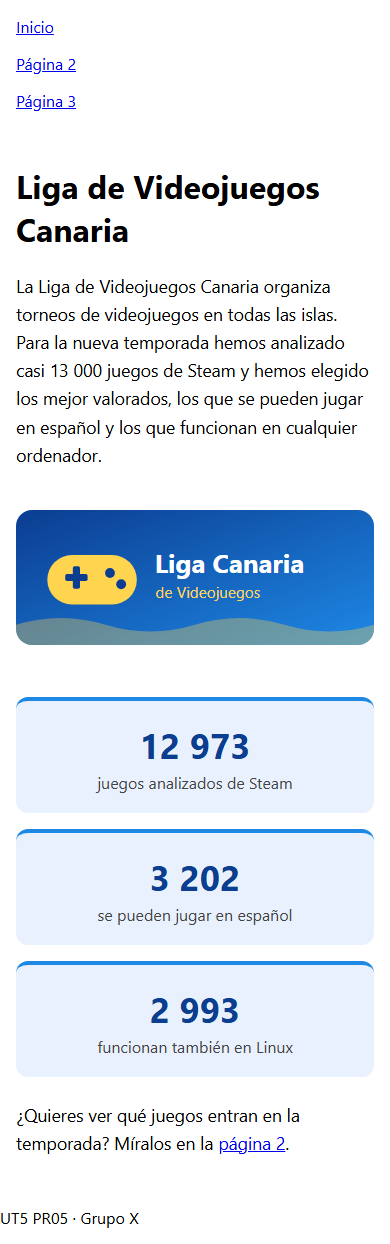 Inicio
Página 2
Página 3
Liga de Videojuegos
Canaria
La Liga de Videojuegos Canaria organiza
torneos de videojuegos en todas las islas.
Para la nueva temporada hemos analizado
casi 13 000 juegos de Steam y hemos elegido
los mejor valorados, los que se pueden jugar
en español y los que funcionan en cualquier
ordenador.
Liga Canaria
de Videojuegos
12 973
juegos analizados de Steam
3 202
se pueden jugar en español
2 993
funcionan también en Linux
¿Quieres ver qué juegos entran en la
temporada? Míralos en la página 2.
UT5 PR05 · Grupo X